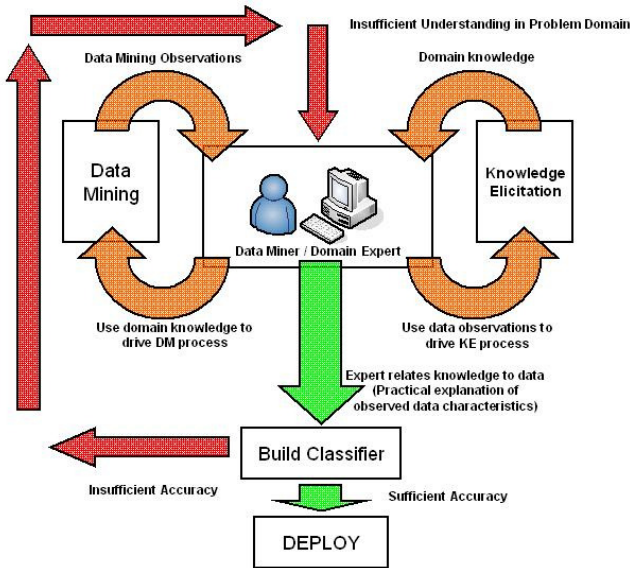 Insufficient Understanding in Problem Domain
Data Mining Observations
Domain knowledge
Data
Mining
Knowledge
Elicitation
Data Miner / Domain Expert
Use domain knowledge to
drive DM process
Use data observations to
drive KE process
Expert relates knowledge to data
(Practical explanation of
observed data characteristics)
Build Classifier
Insufficient Accuracy
Sufficient Accuracy
DEPLOY